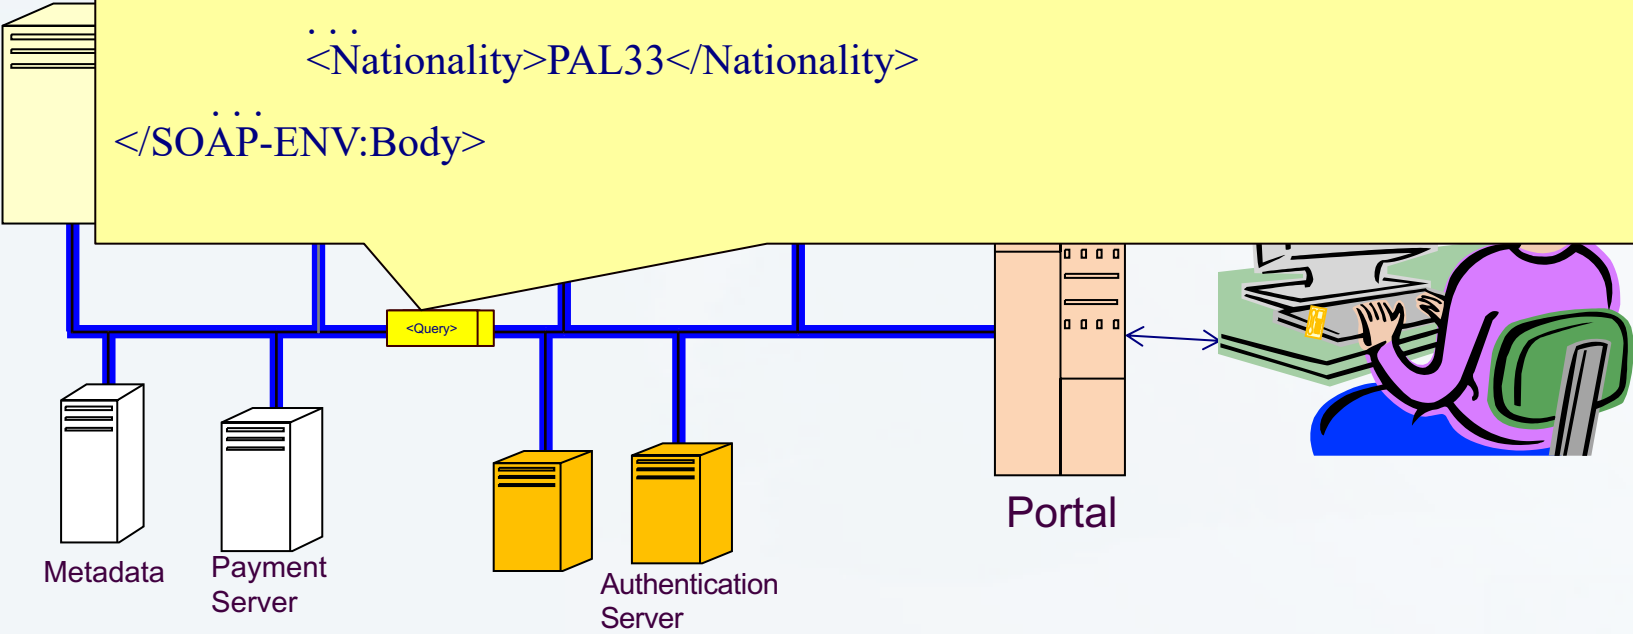 . . .
<Nationality>PAL33</Nationality>
. . .
</SOAP-ENV:Body>
<Query>
Portal
Metadata
Payment
Server
Authentication
Server